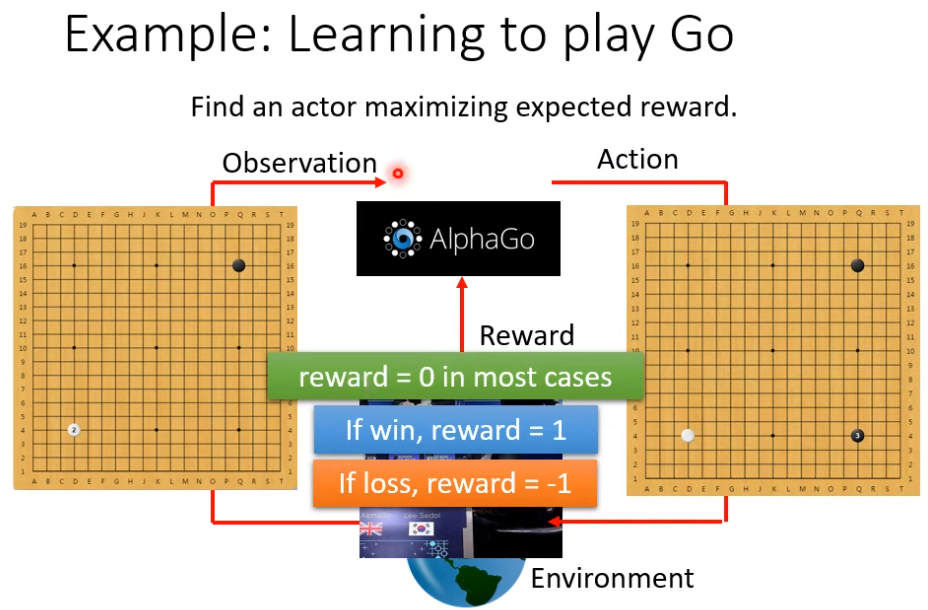 Example: Learning to play Go
Find an actor maximizing expected reward.
Observation
Action
A B C D E F G H J K L M N O P Q R S T
19
18
17
16
15
14
13
12
11
10
9
8
7
6
5
4
3
2
1
2
A B C D E F G H J K L M N O P Q R S T
AlphaGo
A B C D E F G H J K L M N O P Q R S T
19
18
17
16
15
14
13
12
11
10
9
8
7
6
5
4
3
2
1
3
A B C D E F G H J K L M N O P Q R S T
Reward
reward = 0 in most cases
If win, reward = 1
If loss, reward = -1
Lee Sedol
Environment